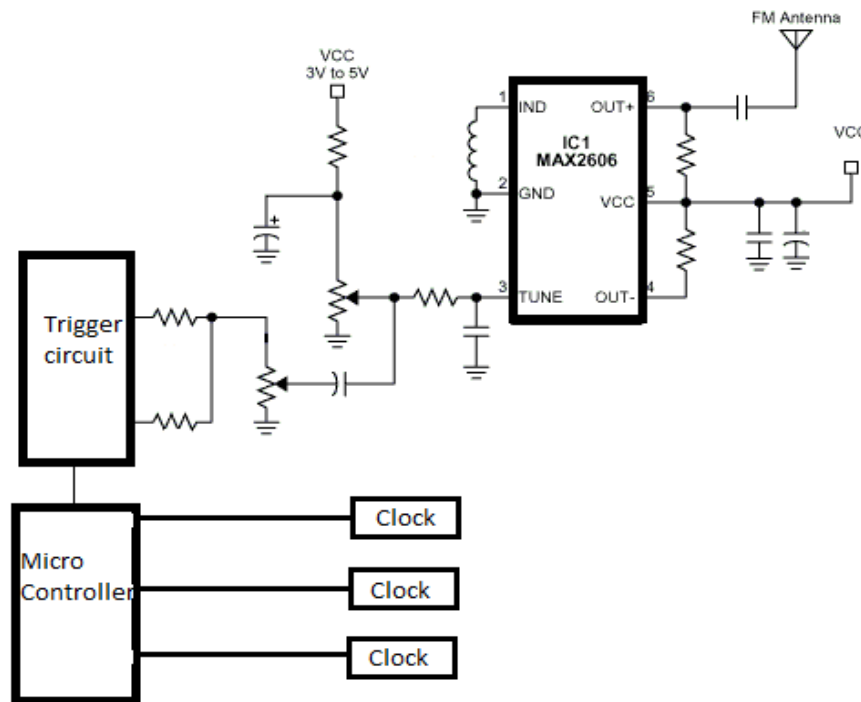 FM Antenna
VCC
3V to 5V
1
IND
OUT+
6
IC1
MAX2606
VCC
2
GND
VCC
5
3
TUNE
OUT-
4
Trigger
circuit
Micro
Controller
Clock
Clock
Clock